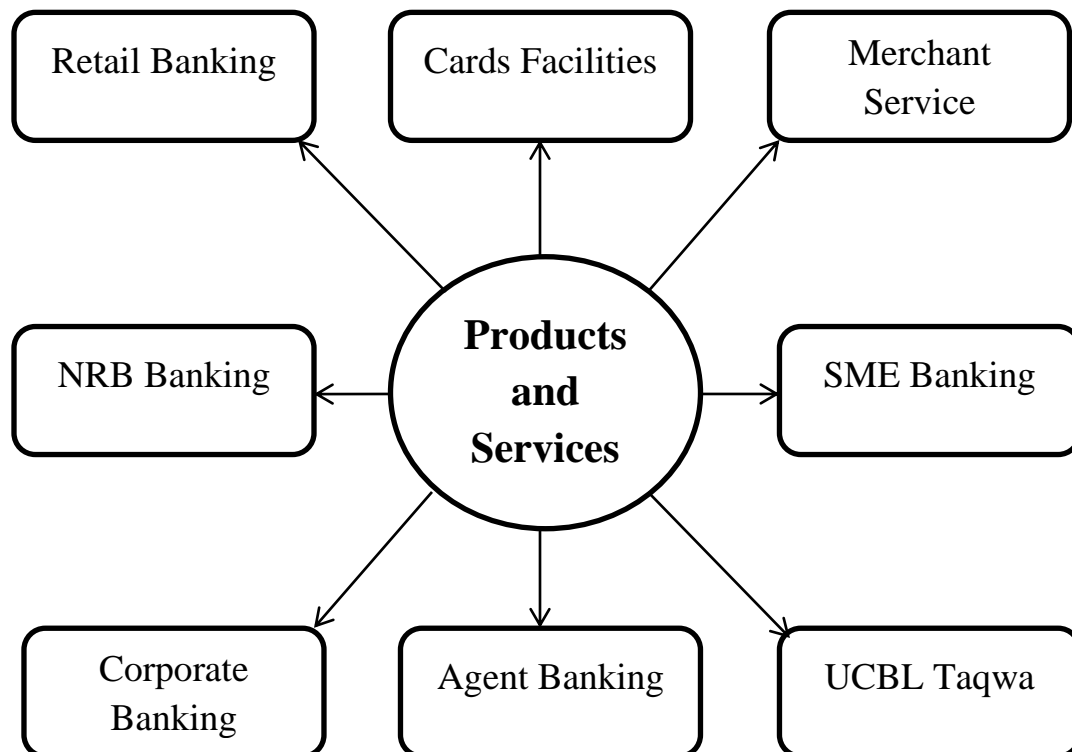 Retail Banking
Cards Facilities
Merchant
Service
NRB Banking
Products
and
Services
SME Banking
Corporate
Banking
Agent Banking
UCBL Taqwa